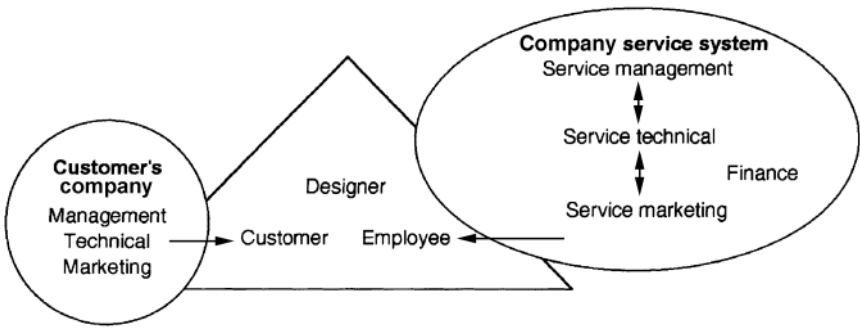 Company service system
Service management
Service technical
Finance
Service marketing
Customer's
company
Management
Technical
Marketing
Designer
Customer
Employee